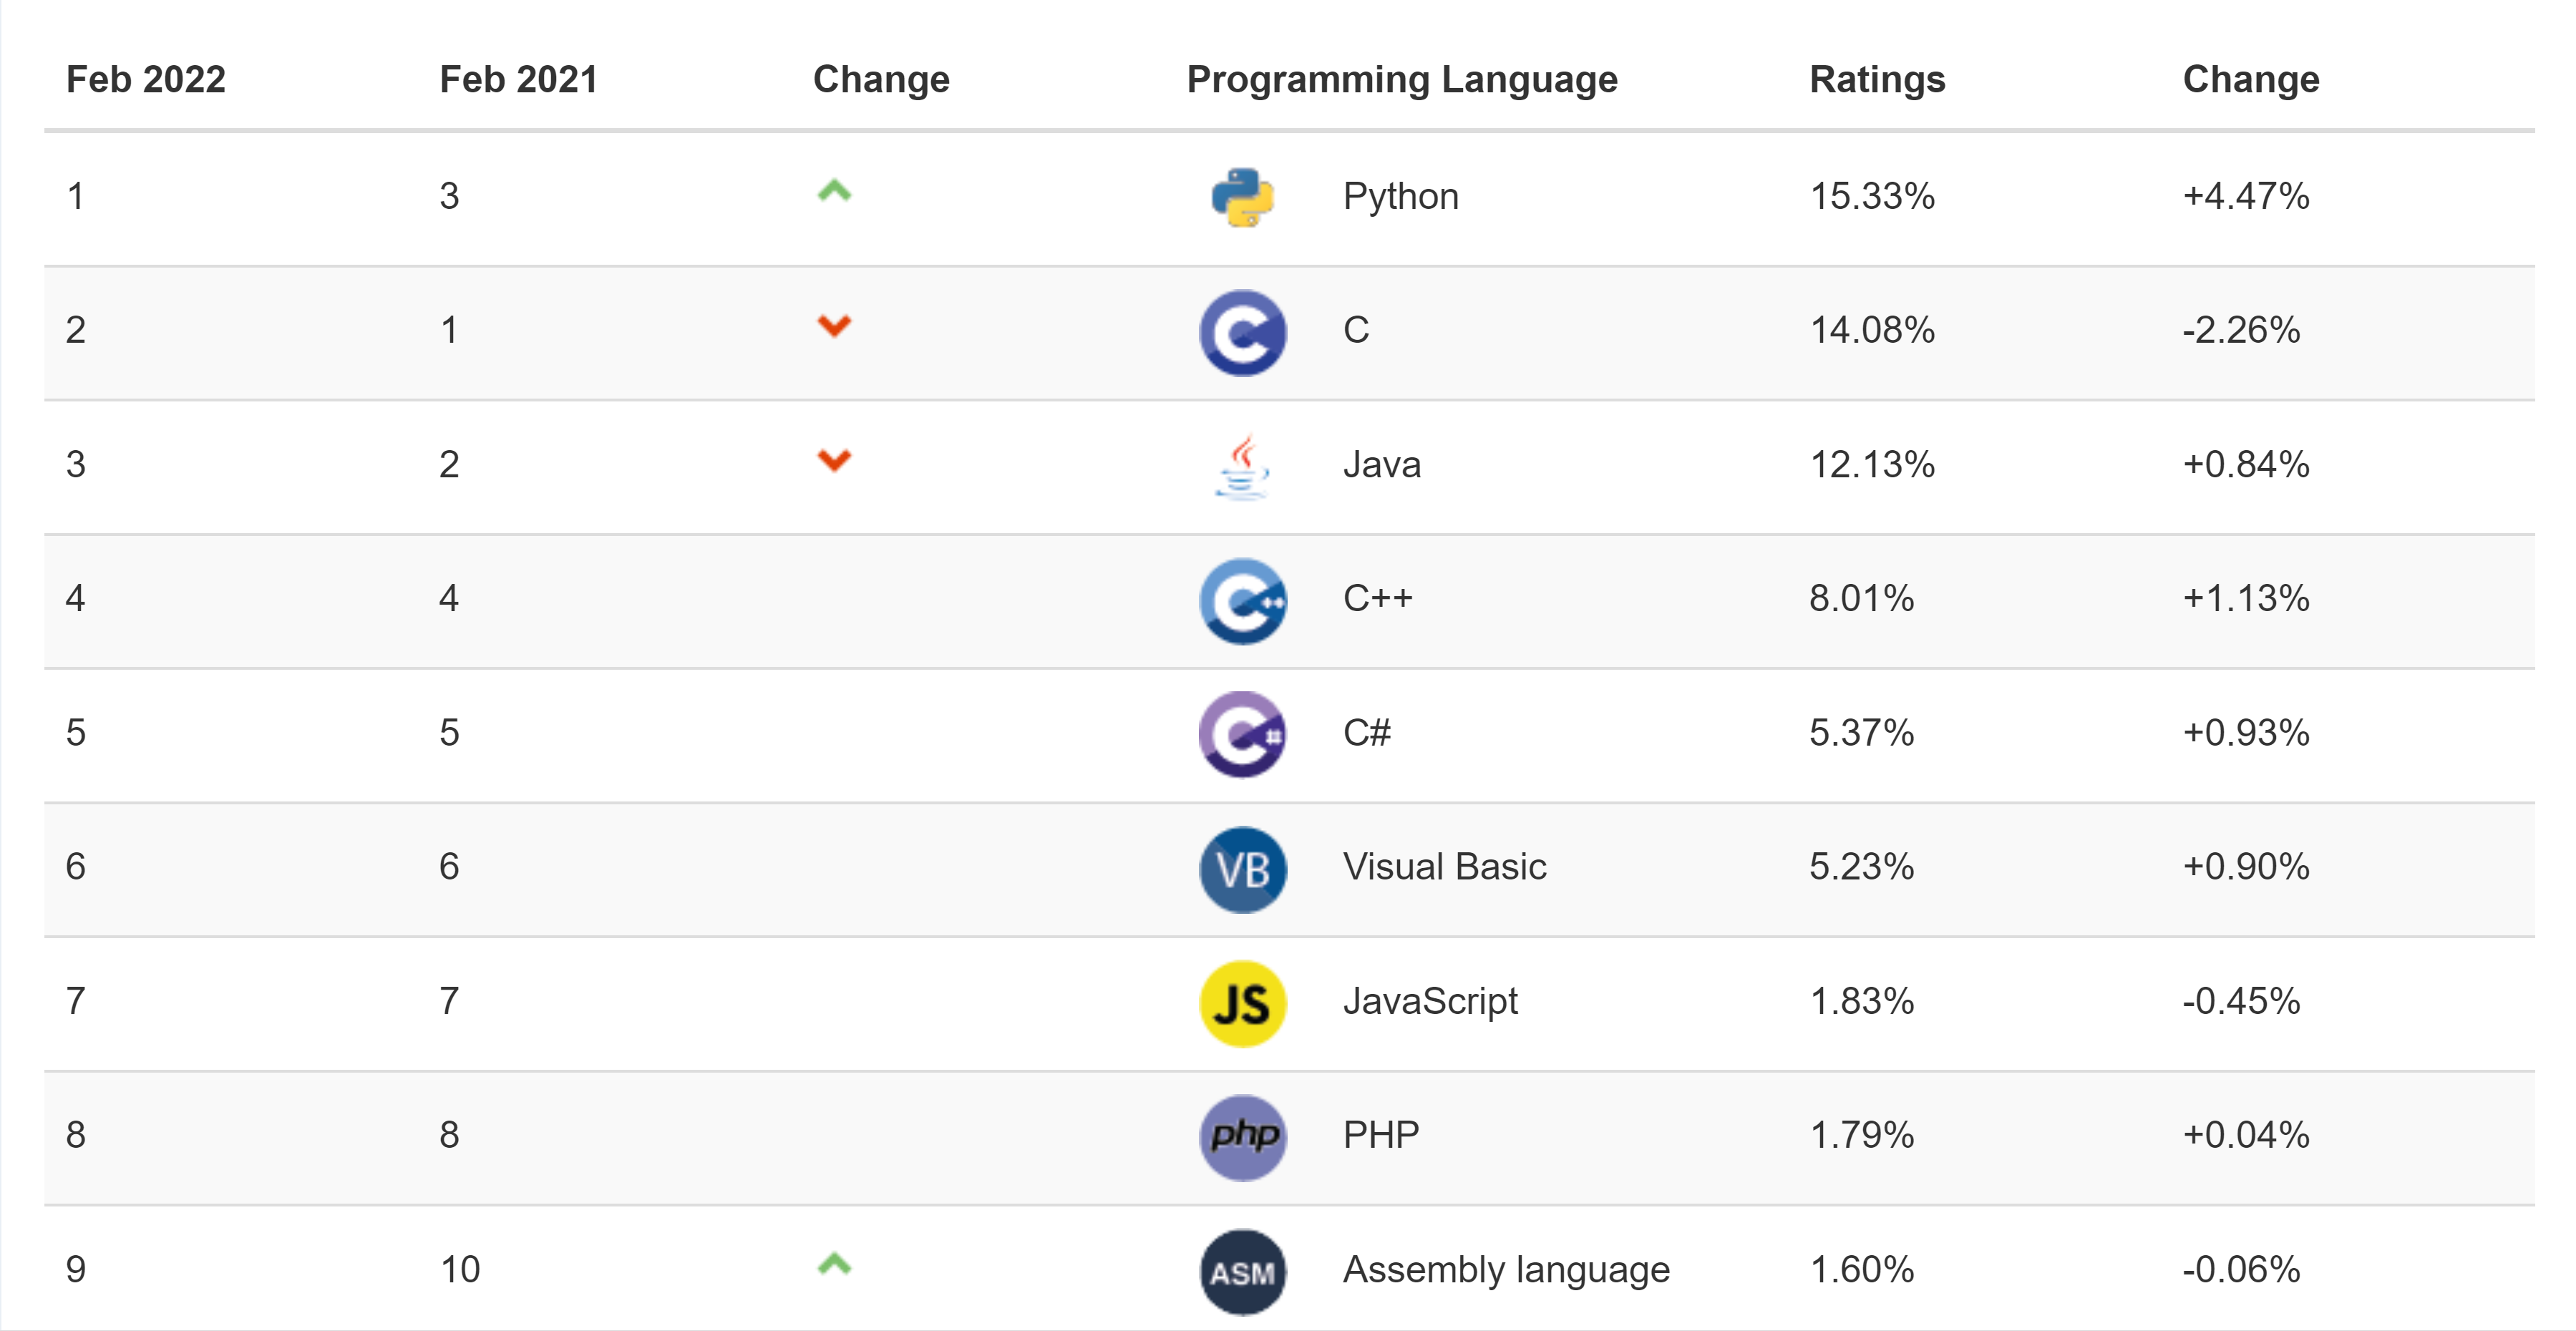 Feb 2022 Feb 2021 Change Programming Language Ratings Change
1 3 Python 15.33% +4.47%
2 1 C C 14.08% -2.26%
3 2 Java 12.13% +0.84%
4 4 C++ C++ 8.01% +1.13%
5 5 C# C# 5.37% +0.93%
6 6 VB Visual Basic 5.23% +0.90%
7 7 JS JavaScript 1.83% -0.45%
8 8 php PHP 1.79% +0.04%
9 10 ASM Assembly language 1.60% -0.06%